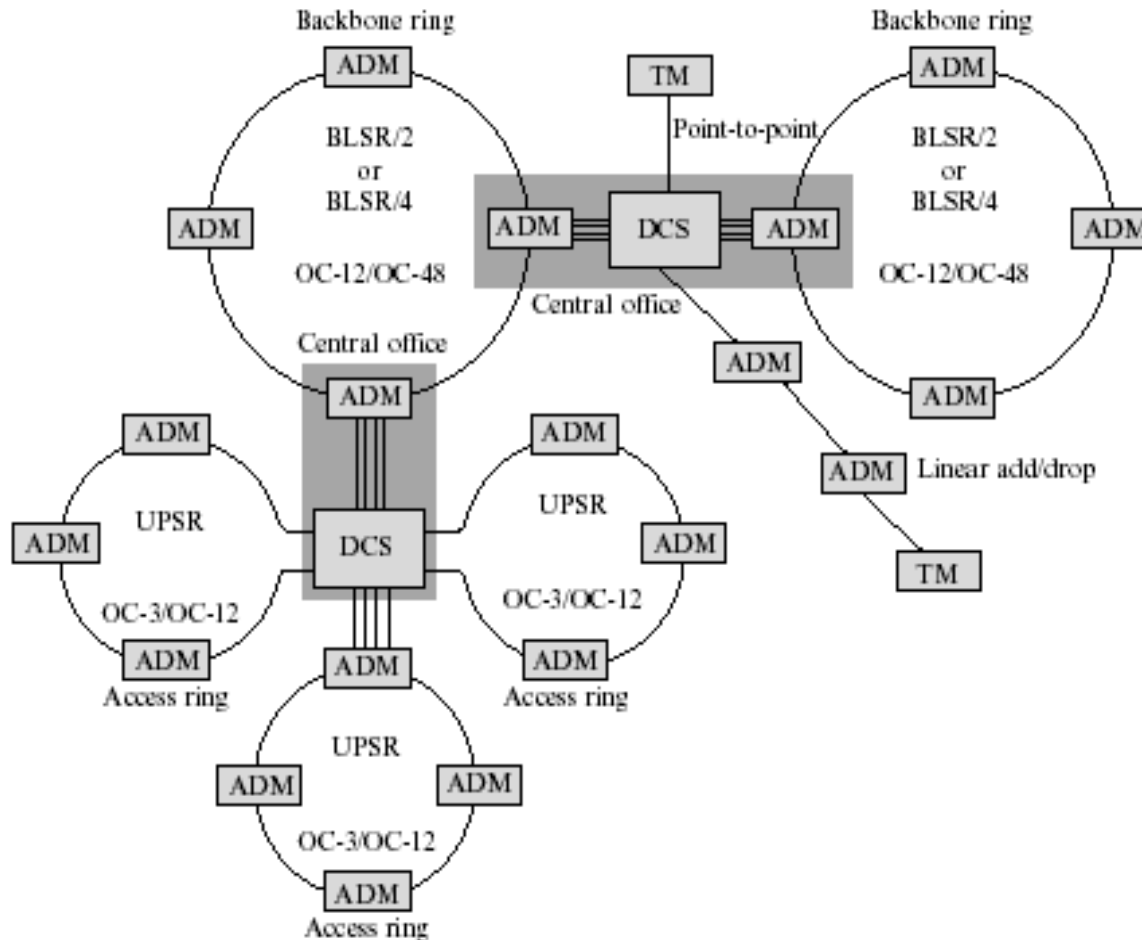 Backbone ring
Backbone ring
ADM
TM
ADM
Point-to-point
BLSR/2
or
BLSR/4
BLSR/2
or
BLSR/4
ADM
ADM
DCS
ADM
ADM
OC-12/OC-48
OC-12/OC-48
Central office
Central office
ADM
ADM
ADM
ADM
ADM
ADM
Linear add/drop
UPSR
UPSR
ADM
DCS
ADM
TM
OC-3/OC-12
OC-3/OC-12
ADM
ADM
ADM
Access ring
Access ring
UPSR
ADM
ADM
OC-3/OC-12
ADM
Access ring